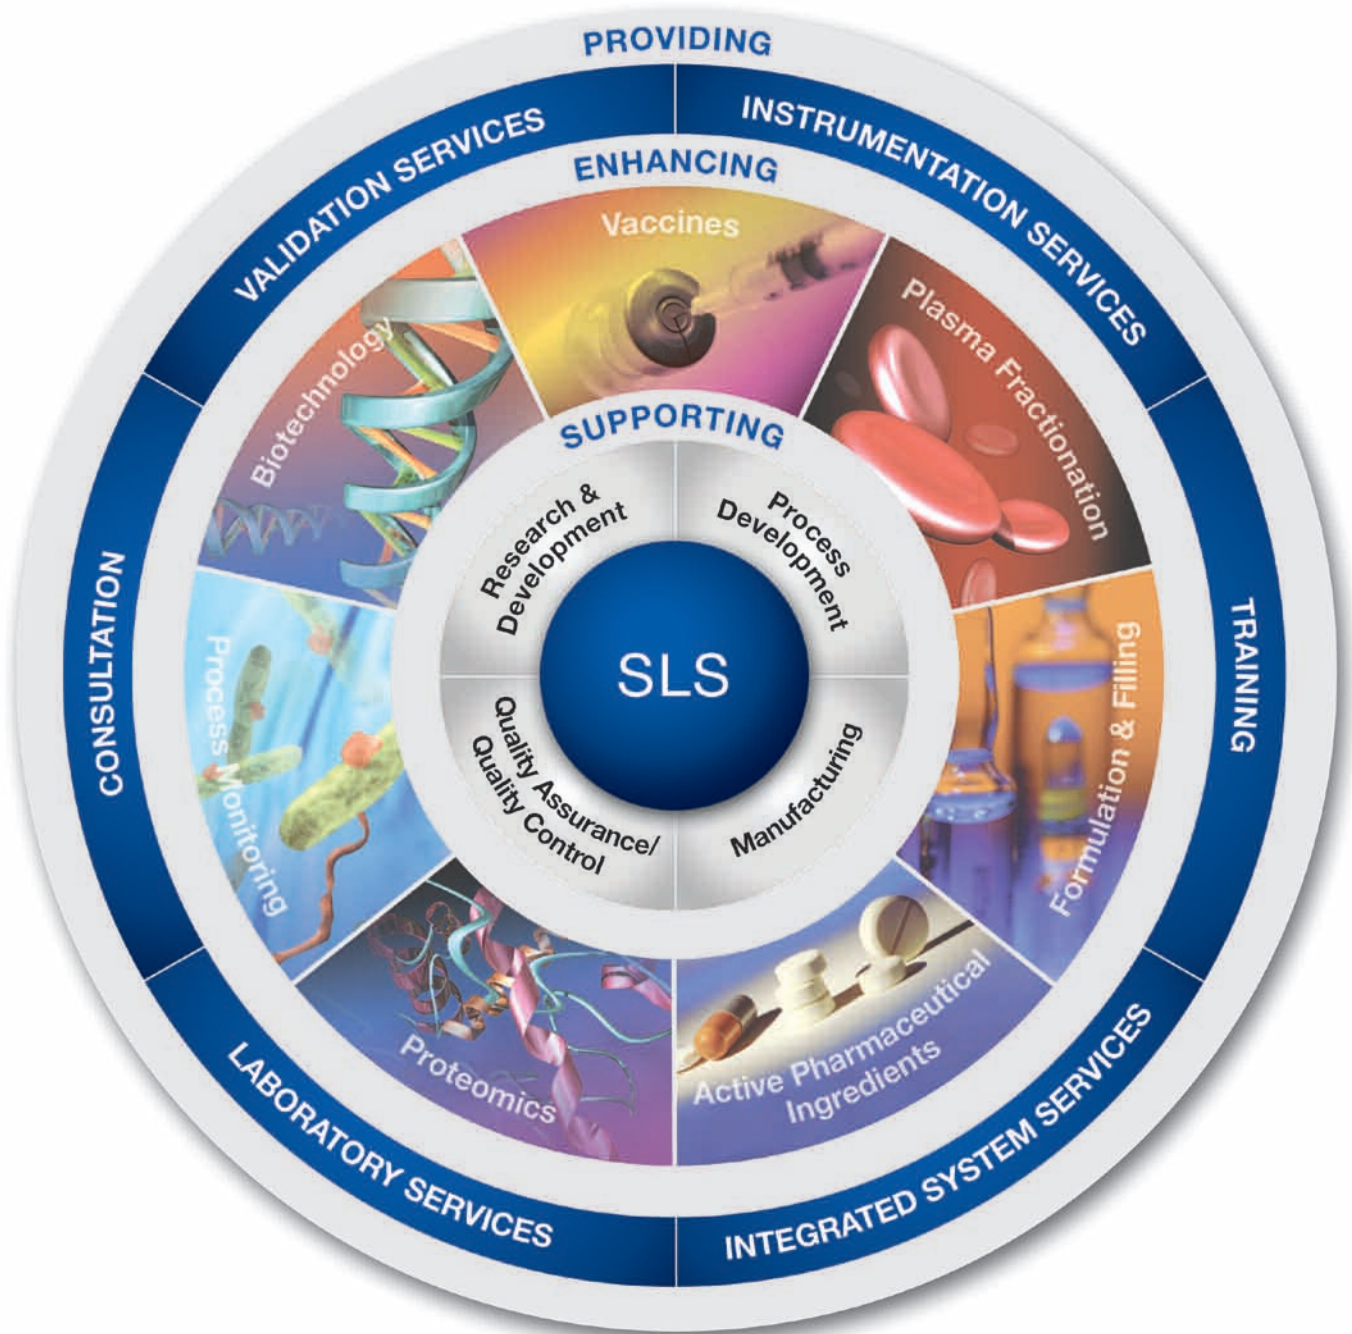 PROVIDING
VALIDATION SERVICES
INSTRUMENTATION SERVICES
TRAINING
INTEGRATED SYSTEM SERVICES
LABORATORY SERVICES
CONSULTATION
ENHANCING
Vaccines
Plasma Fractionation
Formulation & Filling
Active Pharmaceutical
Ingredients
Proteomics
Process Monitoring
Biotechnology
SUPPORTING
Research &
Development
Process
Development
Manufacturing
Quality Assurance/
Quality Control
SLS